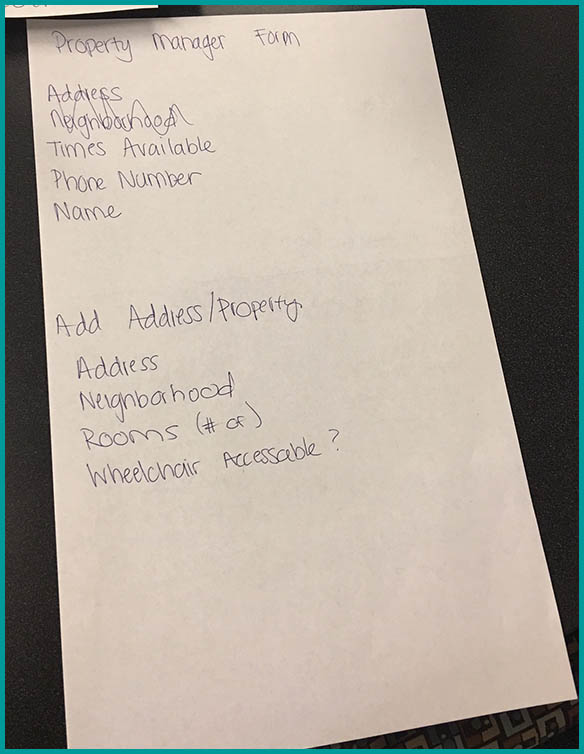 Property Manager Form
Address
Neighborhood
Times Available
Phone Number
Name
Add Address/Property
Address
Neighborhood
Rooms (# of)
Wheelchair Accessable?